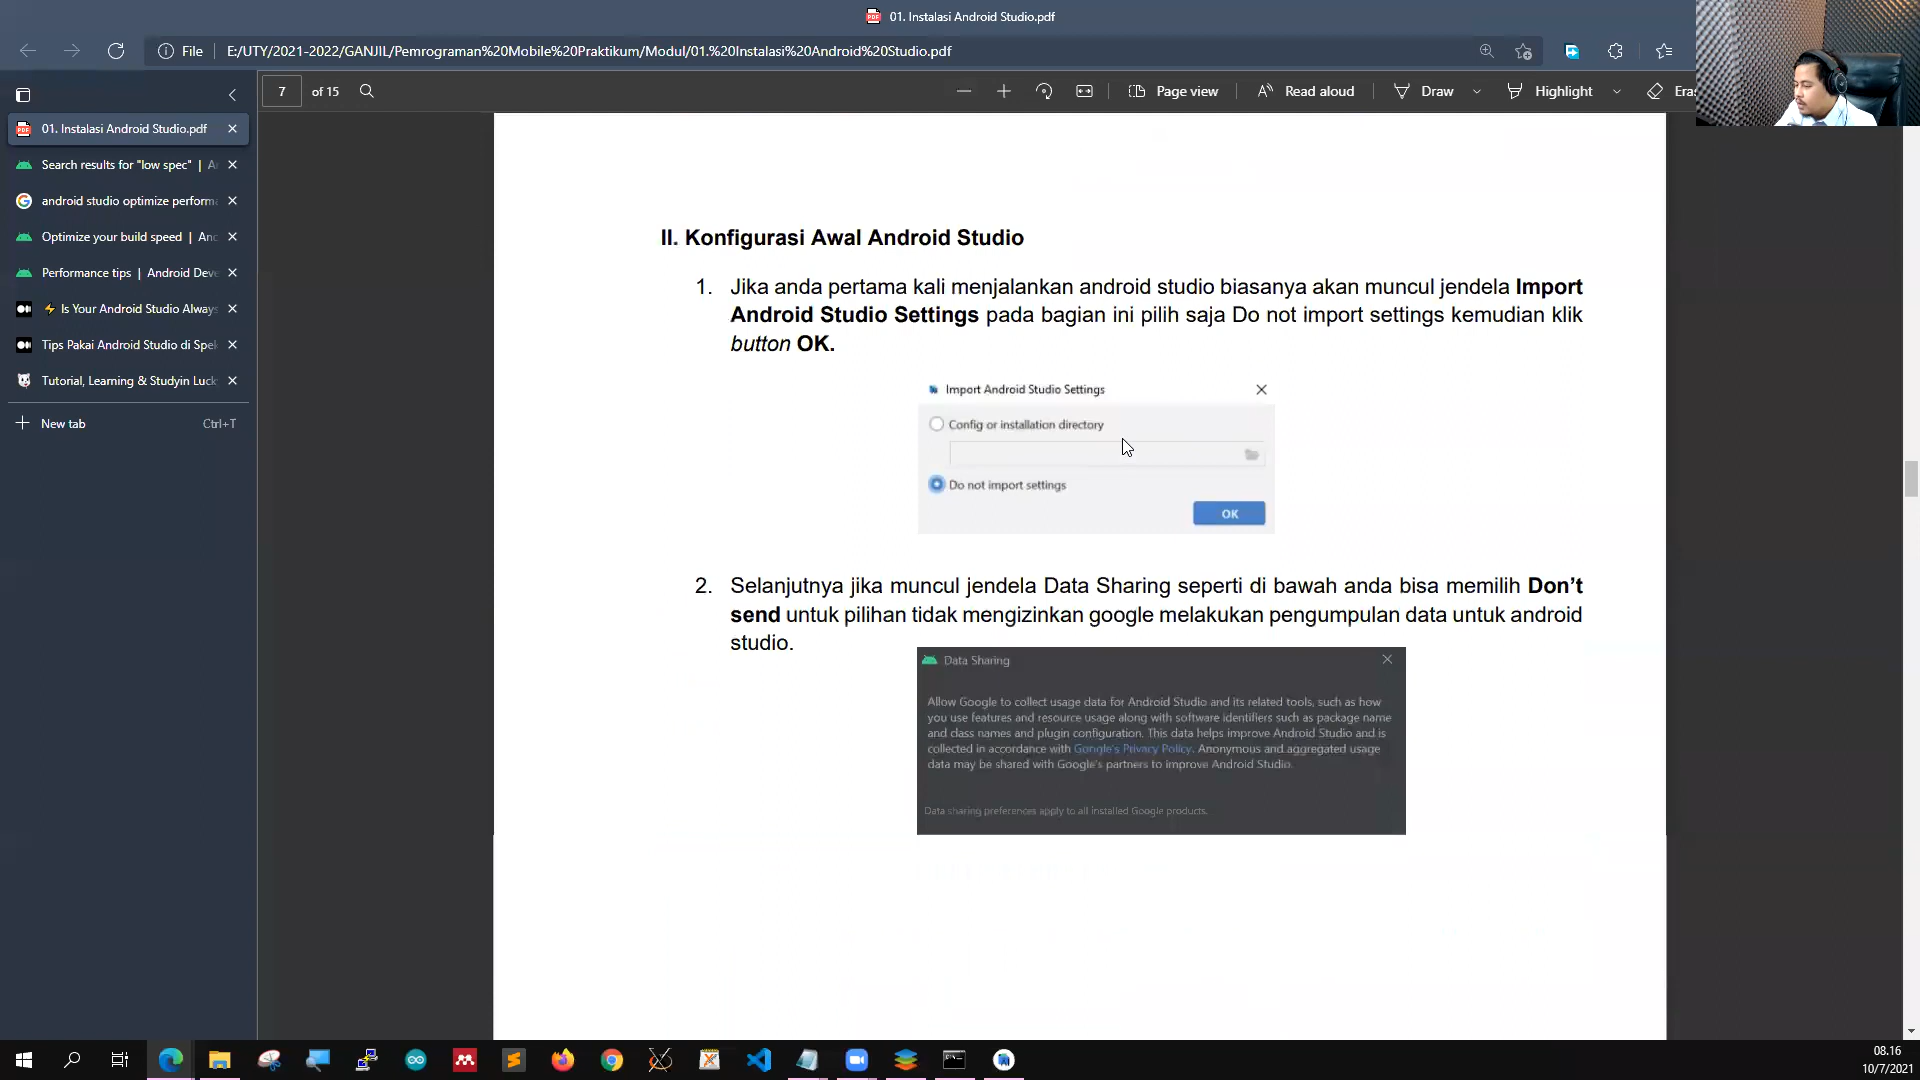 01. Instalasi Android Studio.pdf
File
E:/UTY/2021-2022/GANJIL/Pemrograman%20Mobile%20Praktikum/Modul/01.%20Instalasi%20Android%20Studio.pdf
7 of 15
Page view
Read aloud
Draw
Highlight
Eras
01. Instalasi Android Studio.pdf
Search results for "low spec" |
android studio optimize perform
Optimize your build speed | And
Performance tips | Android Deve
⚡ Is Your Android Studio Always
Tips Pakai Android Studio di Spe
Tutorial, Learning & Studyin Luck
New tab Ctrl+T
II. Konfigurasi Awal Android Studio
1. Jika anda pertama kali menjalankan android studio biasanya akan muncul jendela Import
Android Studio Settings pada bagian ini pilih saja Do not import settings kemudian klik
button OK.
Import Android Studio Settings
Config or installation directory
Do not import settings
OK
2. Selanjutnya jika muncul jendela Data Sharing seperti di bawah anda bisa memilih Don’t
send untuk pilihan tidak mengizinkan google melakukan pengumpulan data untuk android
studio.
Data Sharing
Allow Google to collect usage data for Android Studio and its related tools, such as how
you use features and resource usage along with software identifiers such as package name
and class names and plugin configuration. This data helps improve Android Studio and is
collected in accordance with Google's Privacy Policy. Anonymous and aggregated usage
data may be shared with Google's partners to improve Android Studio.
Data sharing preferences apply to all installed Google products.
08.16
10/7/2021